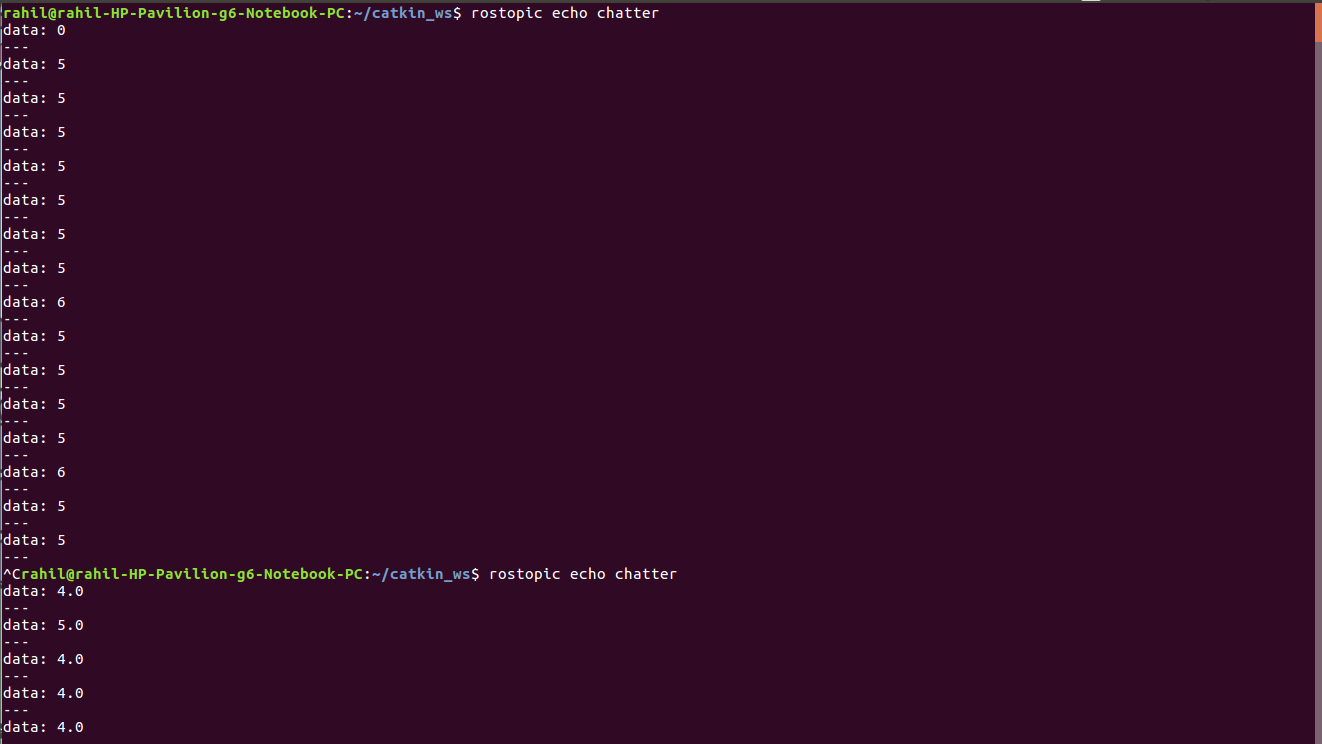 rahil@rahil-HP-Pavilion-g6-Notebook-PC:~/catkin_ws$ rostopic echo chatter
data: 0
---
data: 5
---
data: 5
---
data: 5
---
data: 5
---
data: 5
---
data: 5
---
data: 5
---
data: 6
---
data: 5
---
data: 5
---
data: 5
---
data: 5
---
data: 6
---
data: 5
---
data: 5
---
^Crahil@rahil-HP-Pavilion-g6-Notebook-PC:~/catkin_ws$ rostopic echo chatter
data: 4.0
---
data: 5.0
---
data: 4.0
---
data: 4.0
---
data: 4.0